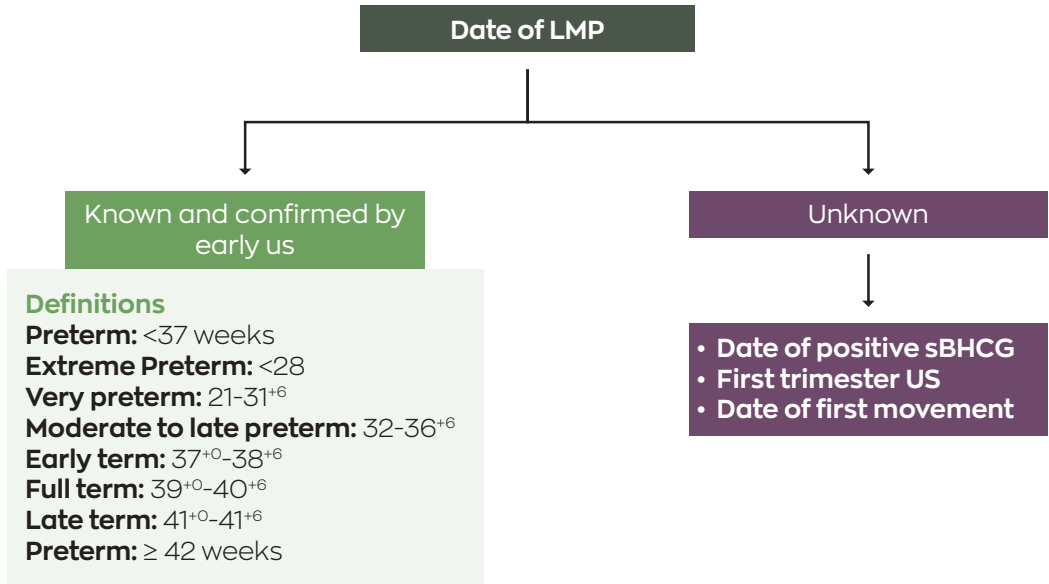 Date of LMP
Known and confirmed by
early us
Unknown
Definitions
Preterm: <37 weeks
Extreme Preterm: <28
Very preterm: 21-31⁺⁶
Moderate to late preterm: 32-36⁺⁶
Early term: 37⁺⁰-38⁺⁶
Full term: 39⁺⁰-40⁺⁶
Late term: 41⁺⁰-41⁺⁶
Preterm: ≥ 42 weeks
• Date of positive sBHCG
• First trimester US
• Date of first movement